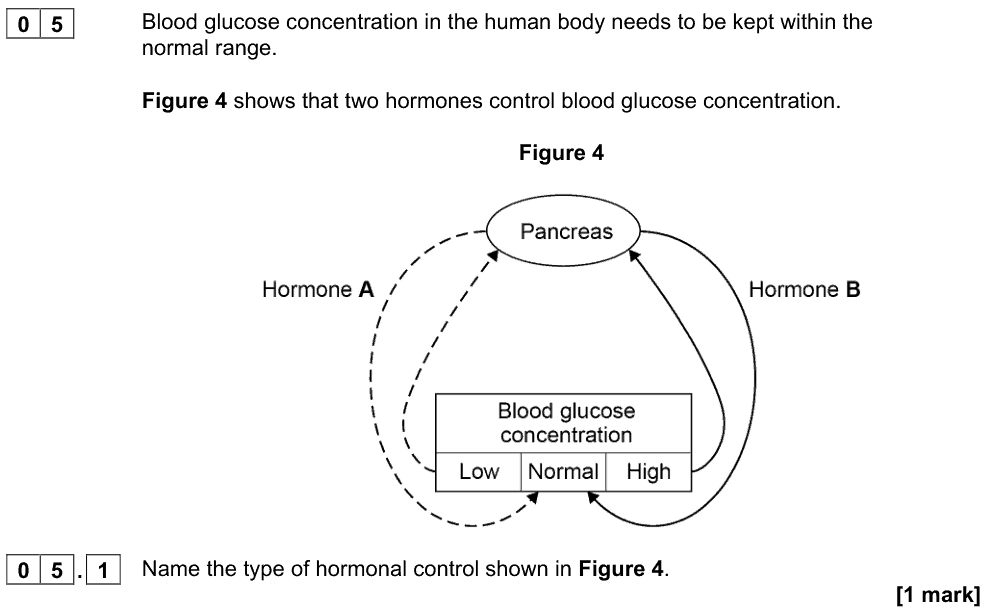 0 5
Blood glucose concentration in the human body needs to be kept within the
normal range.
Figure 4 shows that two hormones control blood glucose concentration.
Figure 4
Pancreas
Hormone A
Hormone B
Blood glucose
concentration
Low Normal High
0 5 . 1 Name the type of hormonal control shown in Figure 4.
[1 mark]